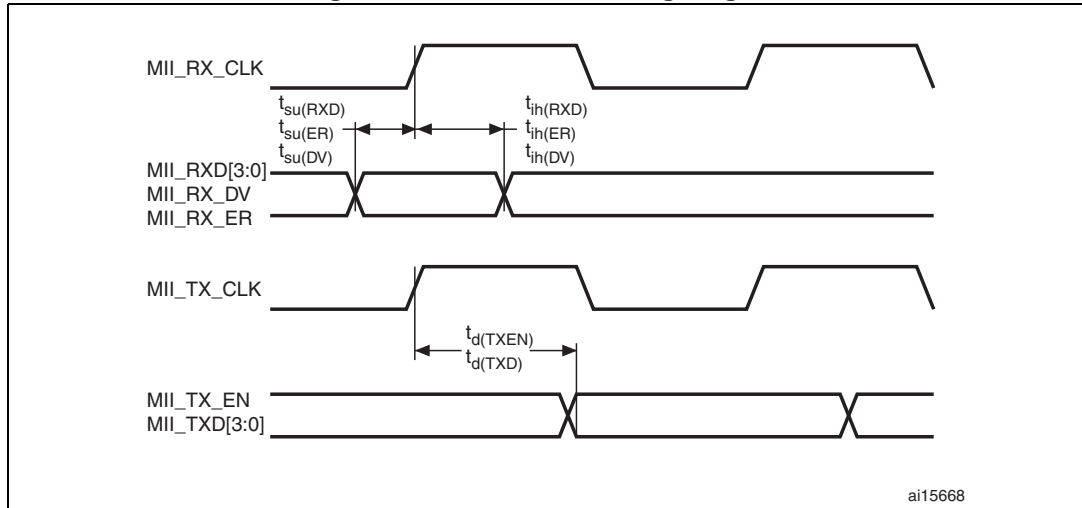 MII_RX_CLK
tsu(RXD)
tsu(ER)
tsu(DV)
tih(RXD)
tih(ER)
tih(DV)
MII_RXD[3:0]
MII_RX_DV
MII_RX_ER
MII_TX_CLK
td(TXEN)
td(TXD)
MII_TX_EN
MII_TXD[3:0]
ai15668